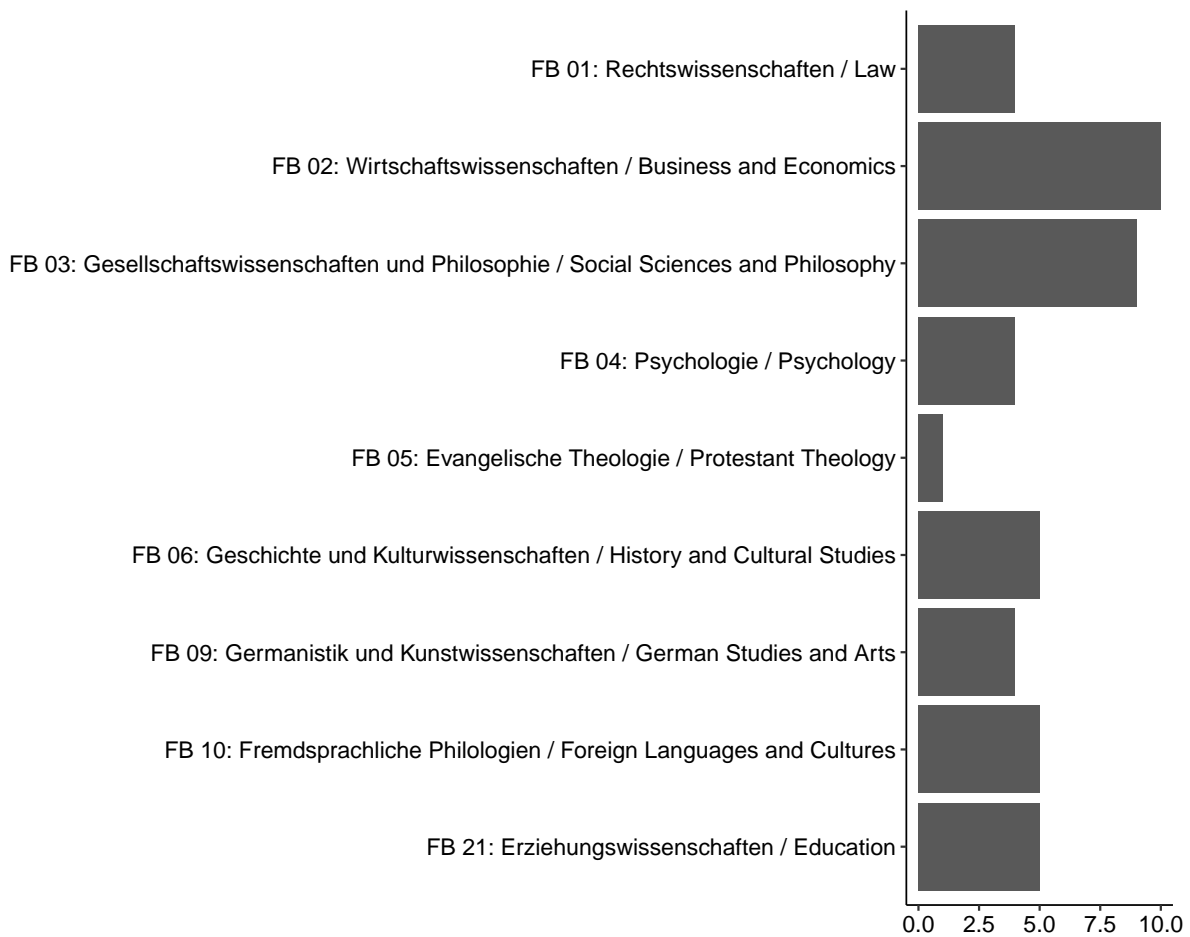 FB 01: Rechtswissenschaften / Law
FB 02: Wirtschaftswissenschaften / Business and Economics
FB 03: Gesellschaftswissenschaften und Philosophie / Social Sciences and Philosophy
FB 04: Psychologie / Psychology
FB 05: Evangelische Theologie / Protestant Theology
FB 06: Geschichte und Kulturwissenschaften / History and Cultural Studies
FB 09: Germanistik und Kunstwissenschaften / German Studies and Arts
FB 10: Fremdsprachliche Philologien / Foreign Languages and Cultures
FB 21: Erziehungswissenschaften / Education
0.0 2.5 5.0 7.5 10.0